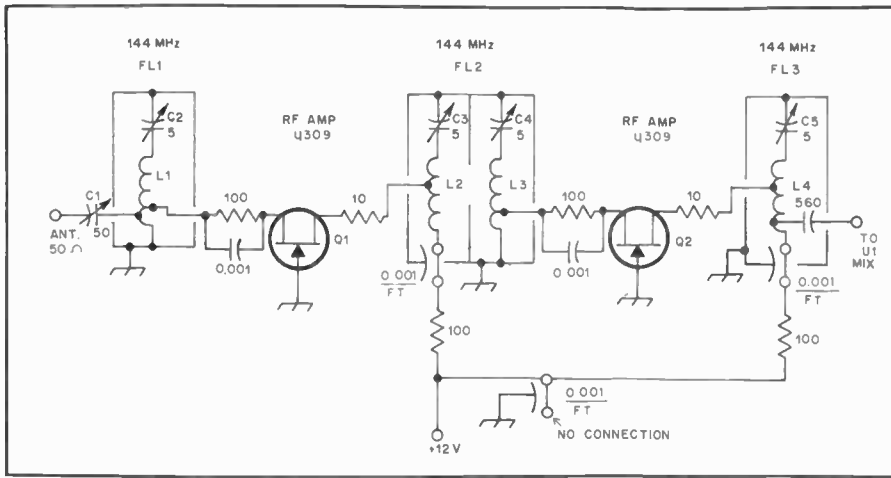 144 MHz
FL1
144 MHz
FL2
144 MHz
FL3
RF AMP
U309
RF AMP
U309
C2
5
C3
5
C4
5
C5
5
L1
L2
L3
L4
C1
50
ANT.
50 Ω
100
0.001
Q1
10
100
0.001
Q2
10
560
TO
U1
MIX
0.001
FT
0.001
FT
100
100
0.001
FT
NO CONNECTION
+12V